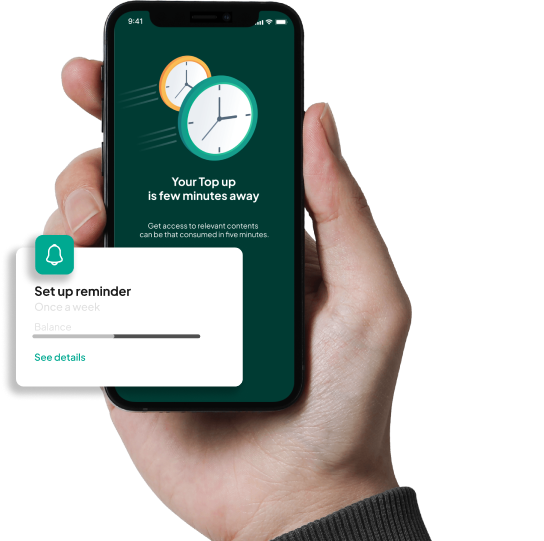 9:41
Your Top up
is few minutes away
Get access to relevant contents
can be that consumed in five minutes.
Set up reminder
Once a week
Balance
See details